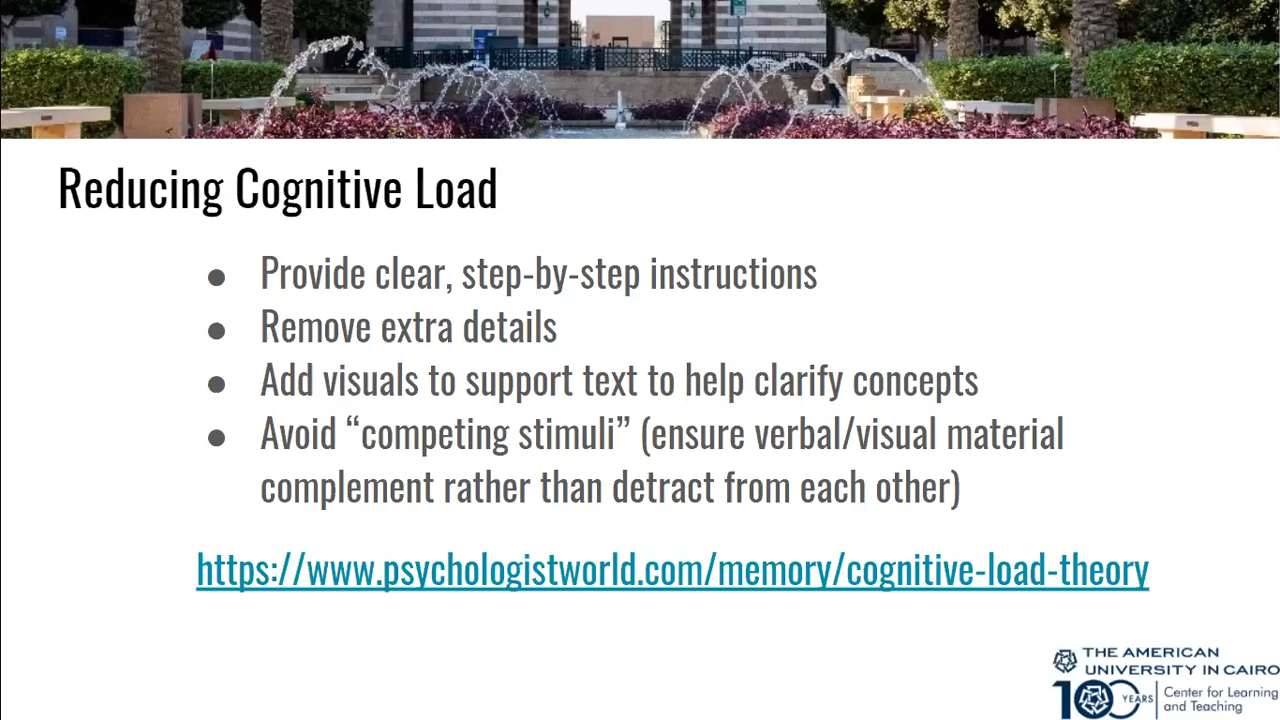 Reducing Cognitive Load
● Provide clear, step-by-step instructions
● Remove extra details
● Add visuals to support text to help clarify concepts
● Avoid “competing stimuli” (ensure verbal/visual material
complement rather than detract from each other)
https://www.psychologistworld.com/memory/cognitive-load-theory
THE AMERICAN
UNIVERSITY IN CAIRO
100 YEARS
Center for Learning
and Teaching